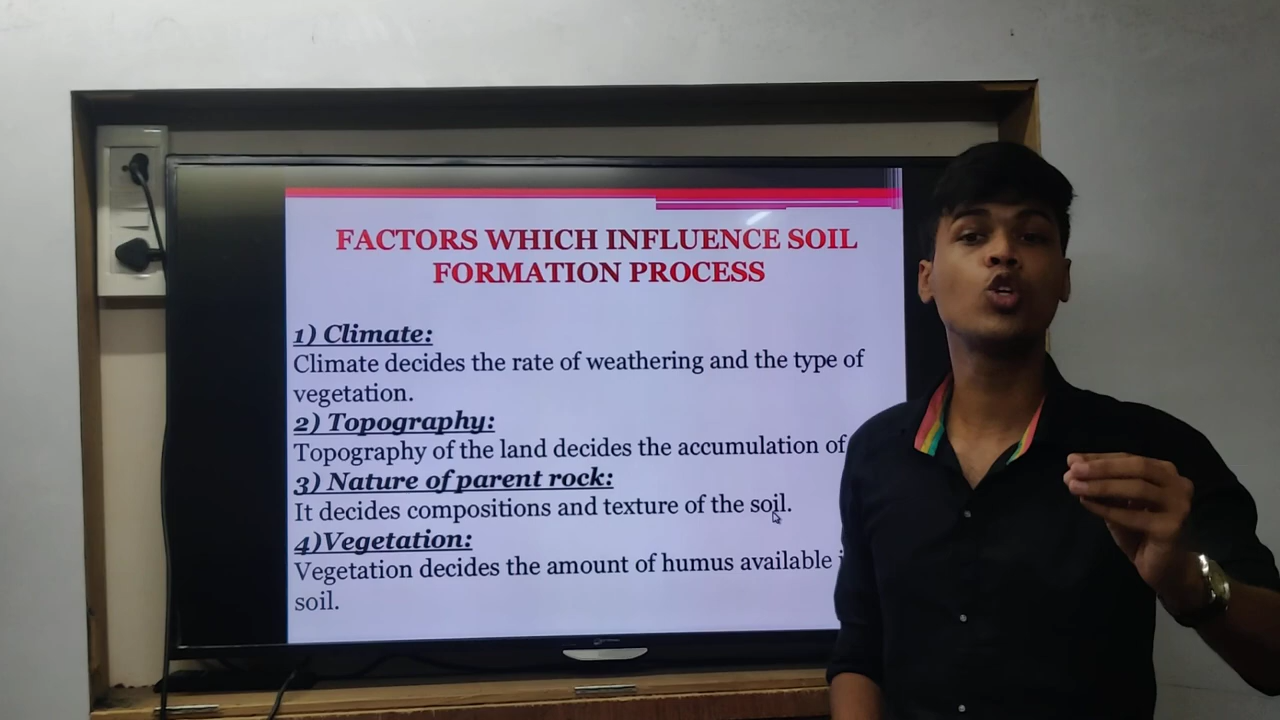 FACTORS WHICH INFLUENCE SOIL
FORMATION PROCESS
1) Climate:
Climate decides the rate of weathering and the type of
vegetation.
2) Topography:
Topography of the land decides the accumulation of
3) Nature of parent rock:
It decides compositions and texture of the soil.
4)Vegetation:
Vegetation decides the amount of humus available
soil.